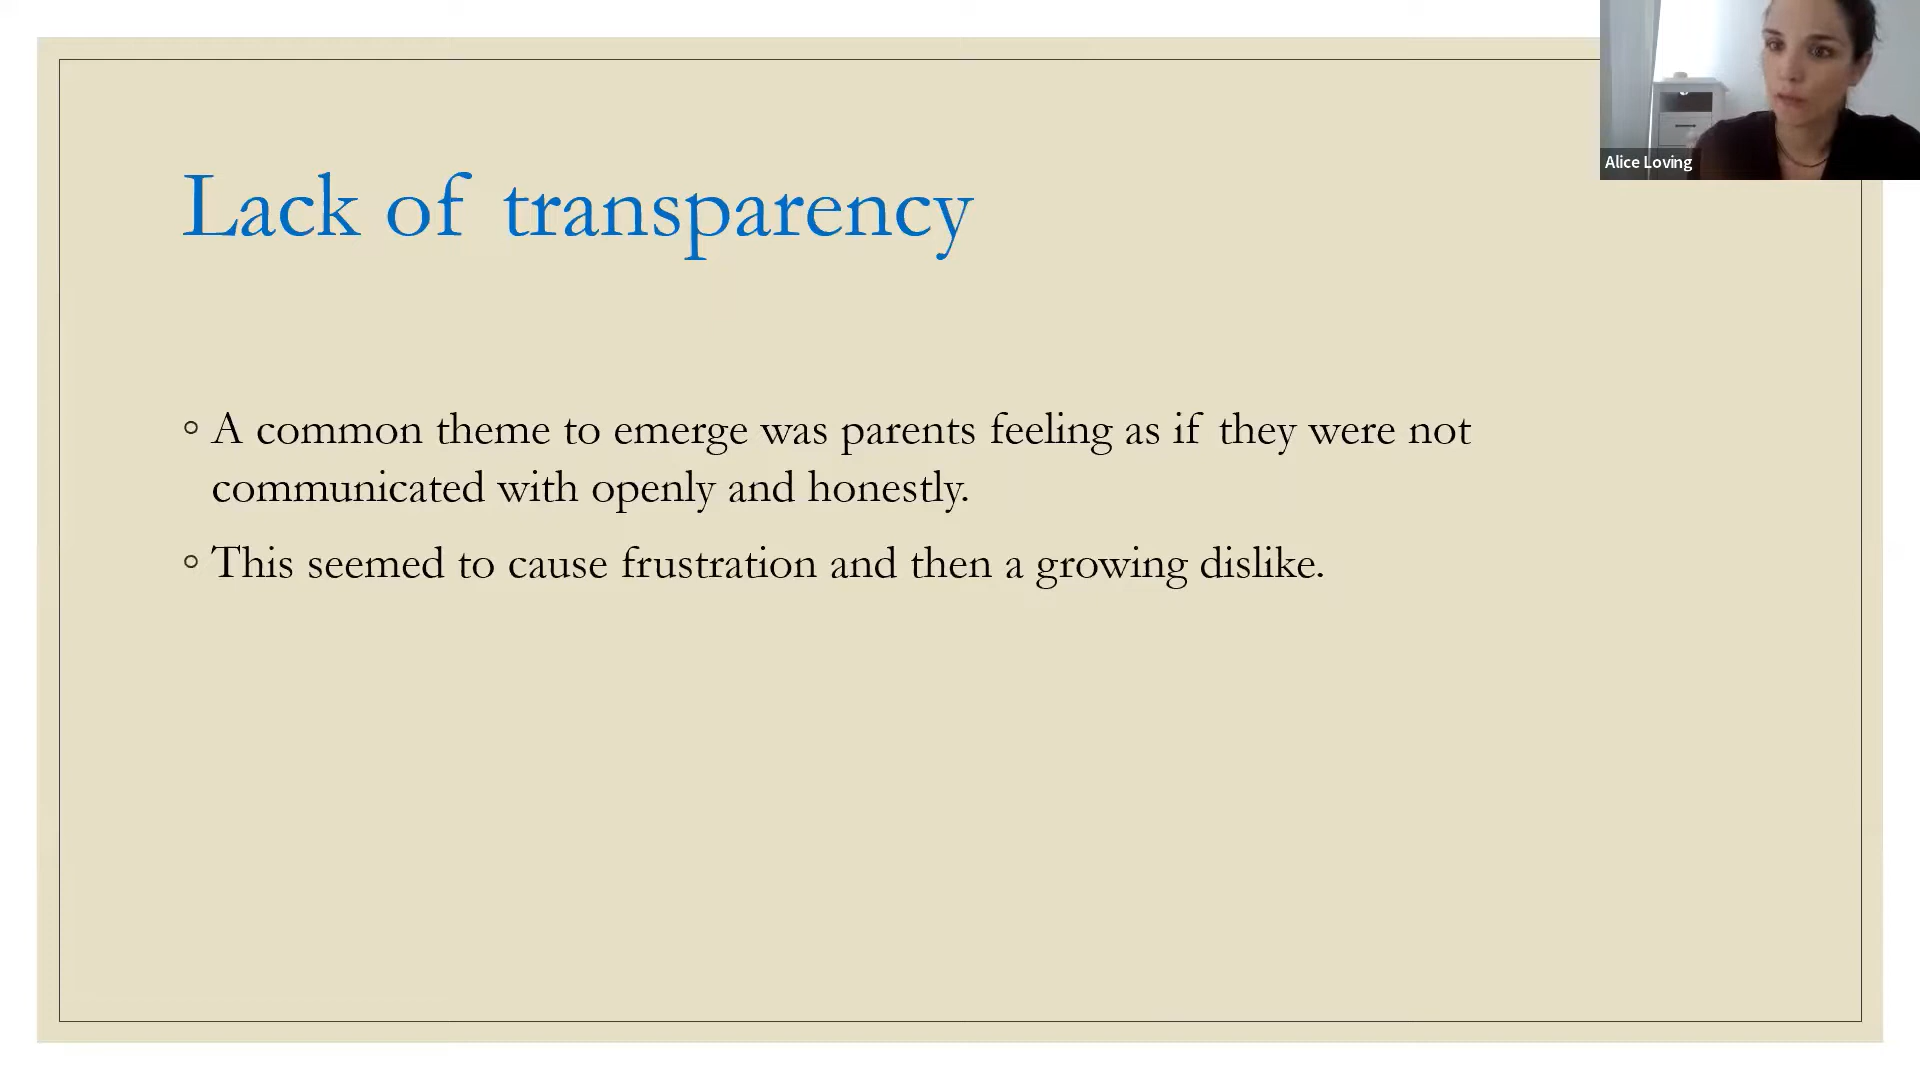 Alice Loving
Lack of transparency
◦ A common theme to emerge was parents feeling as if they were not
communicated with openly and honestly.
◦ This seemed to cause frustration and then a growing dislike.